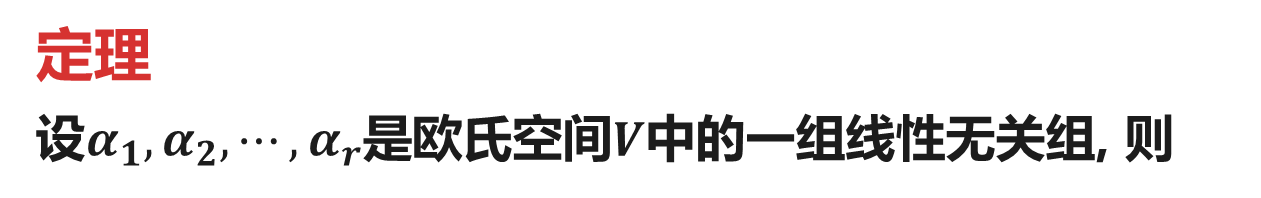 定理
设α₁, α₂, ⋯, αᵣ是欧氏空间V中的一组线性无关组, 则